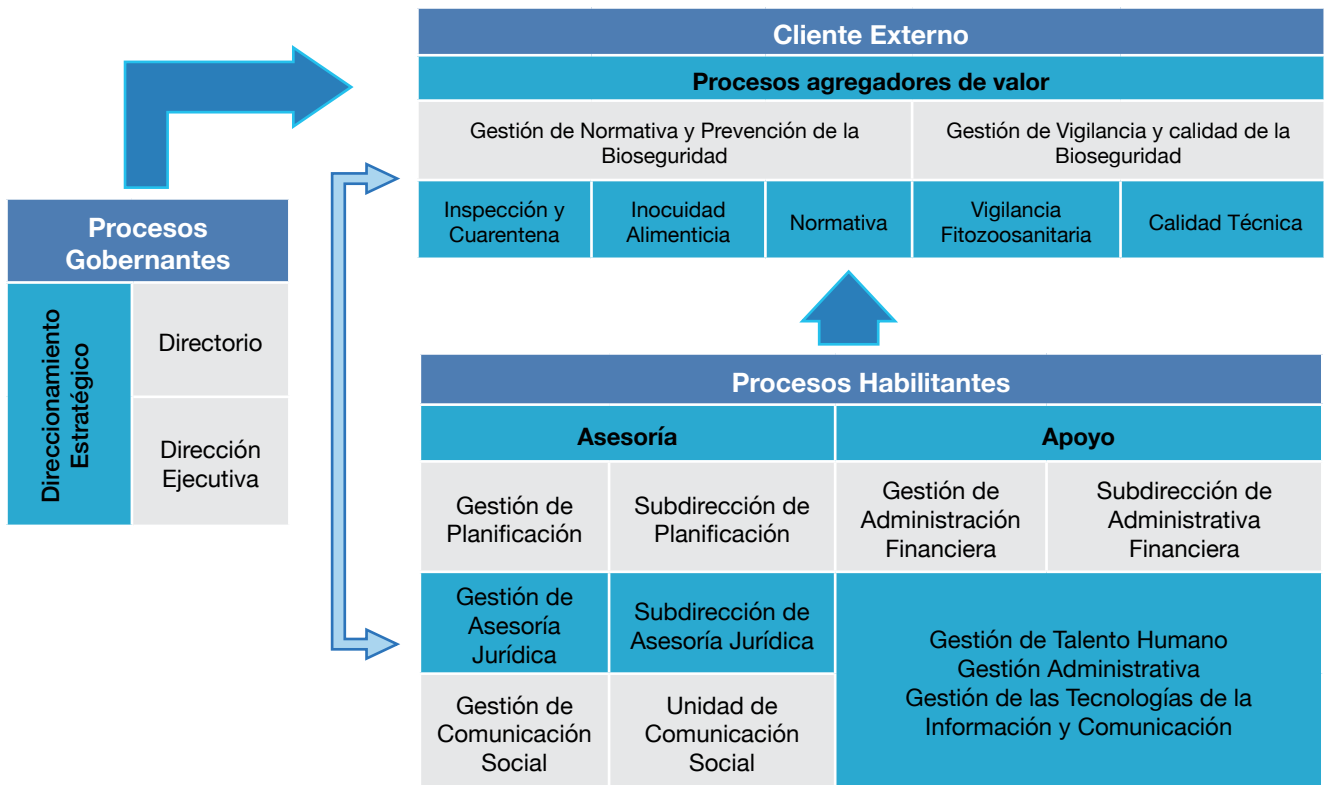 Cliente Externo
Procesos agregadores de valor
Gestión de Normativa y Prevención de la
Bioseguridad
Gestión de Vigilancia y calidad de la
Bioseguridad
Inspección y
Cuarentena
Inocuidad
Alimenticia
Normativa
Vigilancia
Fitozoosanitaria
Calidad Técnica
Procesos
Gobernantes
Direccionamiento
Estratégico
Directorio
Dirección
Ejecutiva
Procesos Habilitantes
Asesoría
Apoyo
Gestión de
Planificación
Subdirección de
Planificación
Gestión de
Administración
Financiera
Subdirección de
Administrativa
Financiera
Gestión de
Asesoría
Jurídica
Subdirección de
Asesoría Jurídica
Gestión de Talento Humano
Gestión Administrativa
Gestión de las Tecnologías de la
Información y Comunicación
Gestión de
Comunicación
Social
Unidad de
Comunicación
Social